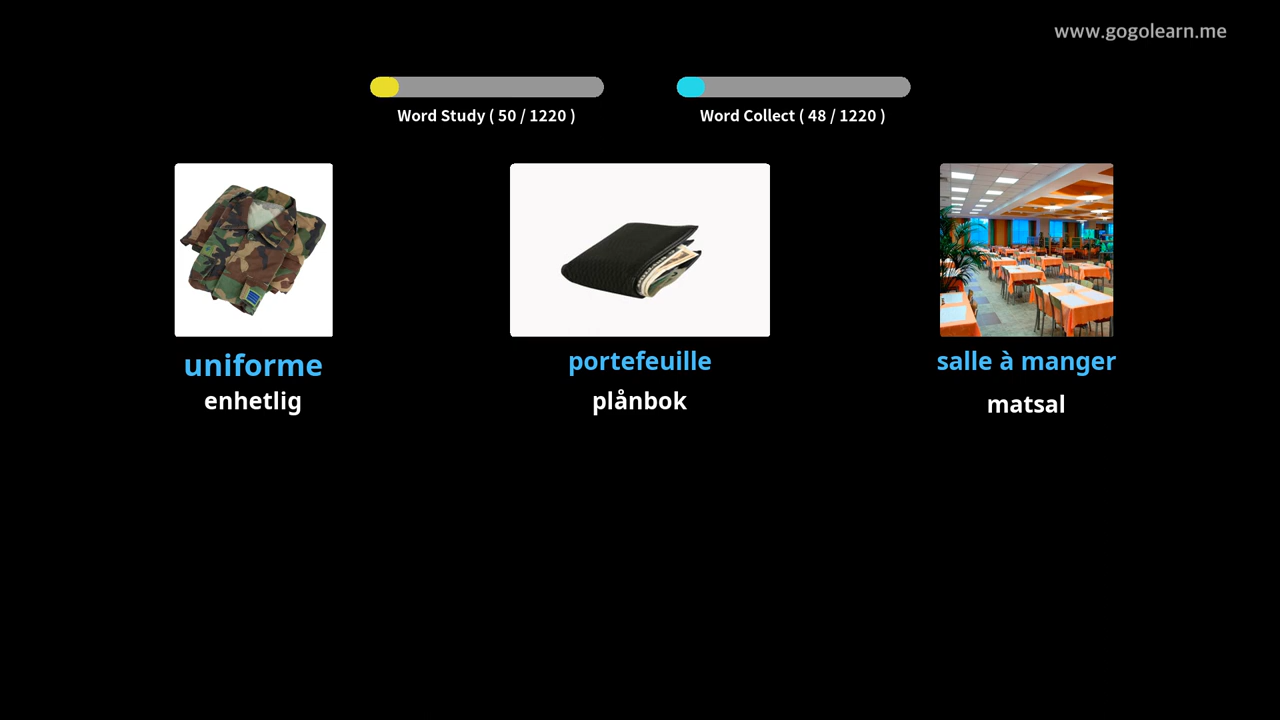 www.gogolearn.me
Word Study ( 50 / 1220 )
Word Collect ( 48 / 1220 )
uniforme
enhetlig
portefeuille
plånbok
salle à manger
matsal